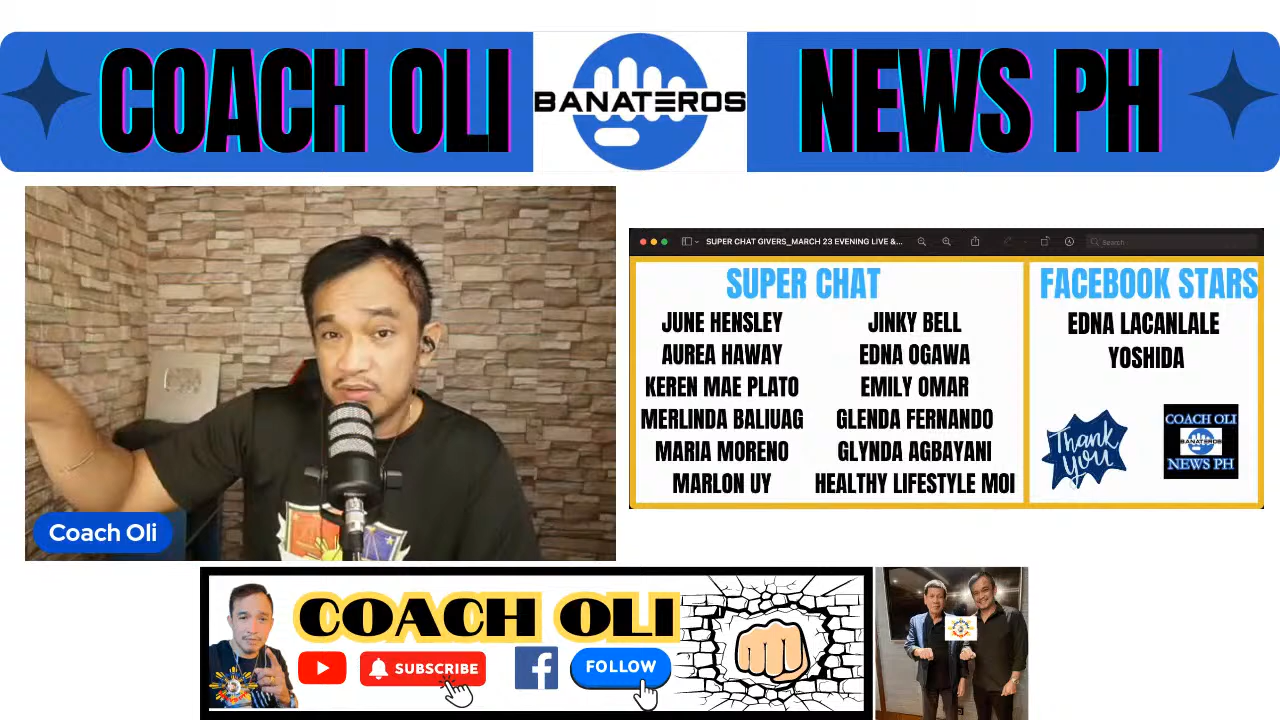 COACH OLI
BANATEROS
NEWS PH
SUPER CHAT GIVERS_MARCH 23 EVENING LIVE &...
Search
SUPER CHAT
JUNE HENSLEY
JINKY BELL
AUREA HAWAY
EDNA OGAWA
KEREN MAE PLATO
EMILY OMAR
MERLINDA BALIUAG
GLENDA FERNANDO
MARIA MORENO
GLYNDA AGBAYANI
MARLON UY
HEALTHY LIFESTYLE MOI
FACEBOOK STARS
EDNA LACANLALE
YOSHIDA
Thank
you
COACH OLI
BANATEROS
NEWS PH
Coach Oli
COACH OLI
SUBSCRIBE
f
FOLLOW